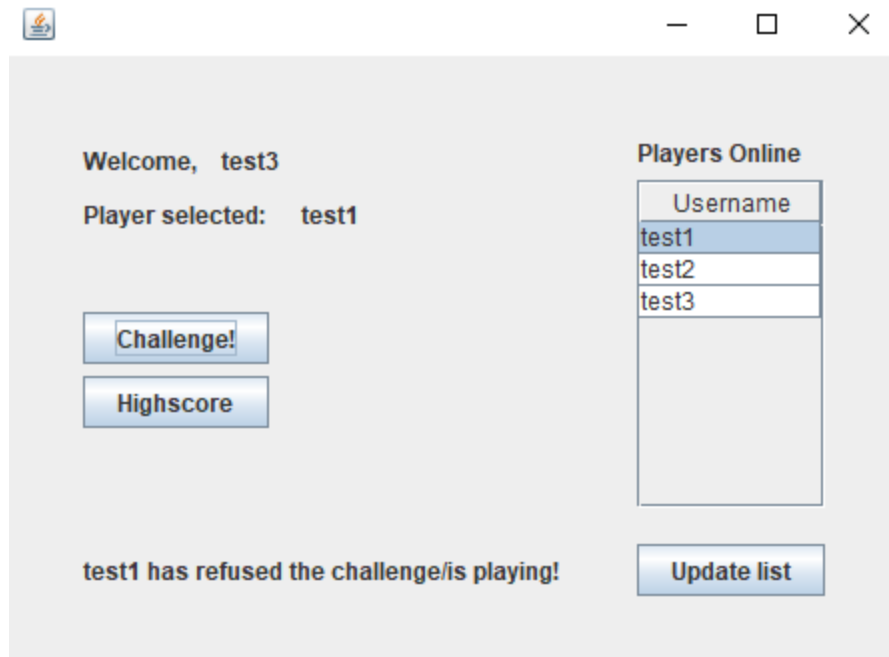 Welcome, test3
Player selected: test1
Challenge!
Highscore
test1 has refused the challenge/is playing!
Players Online
Username
test1
test2
test3
Update list